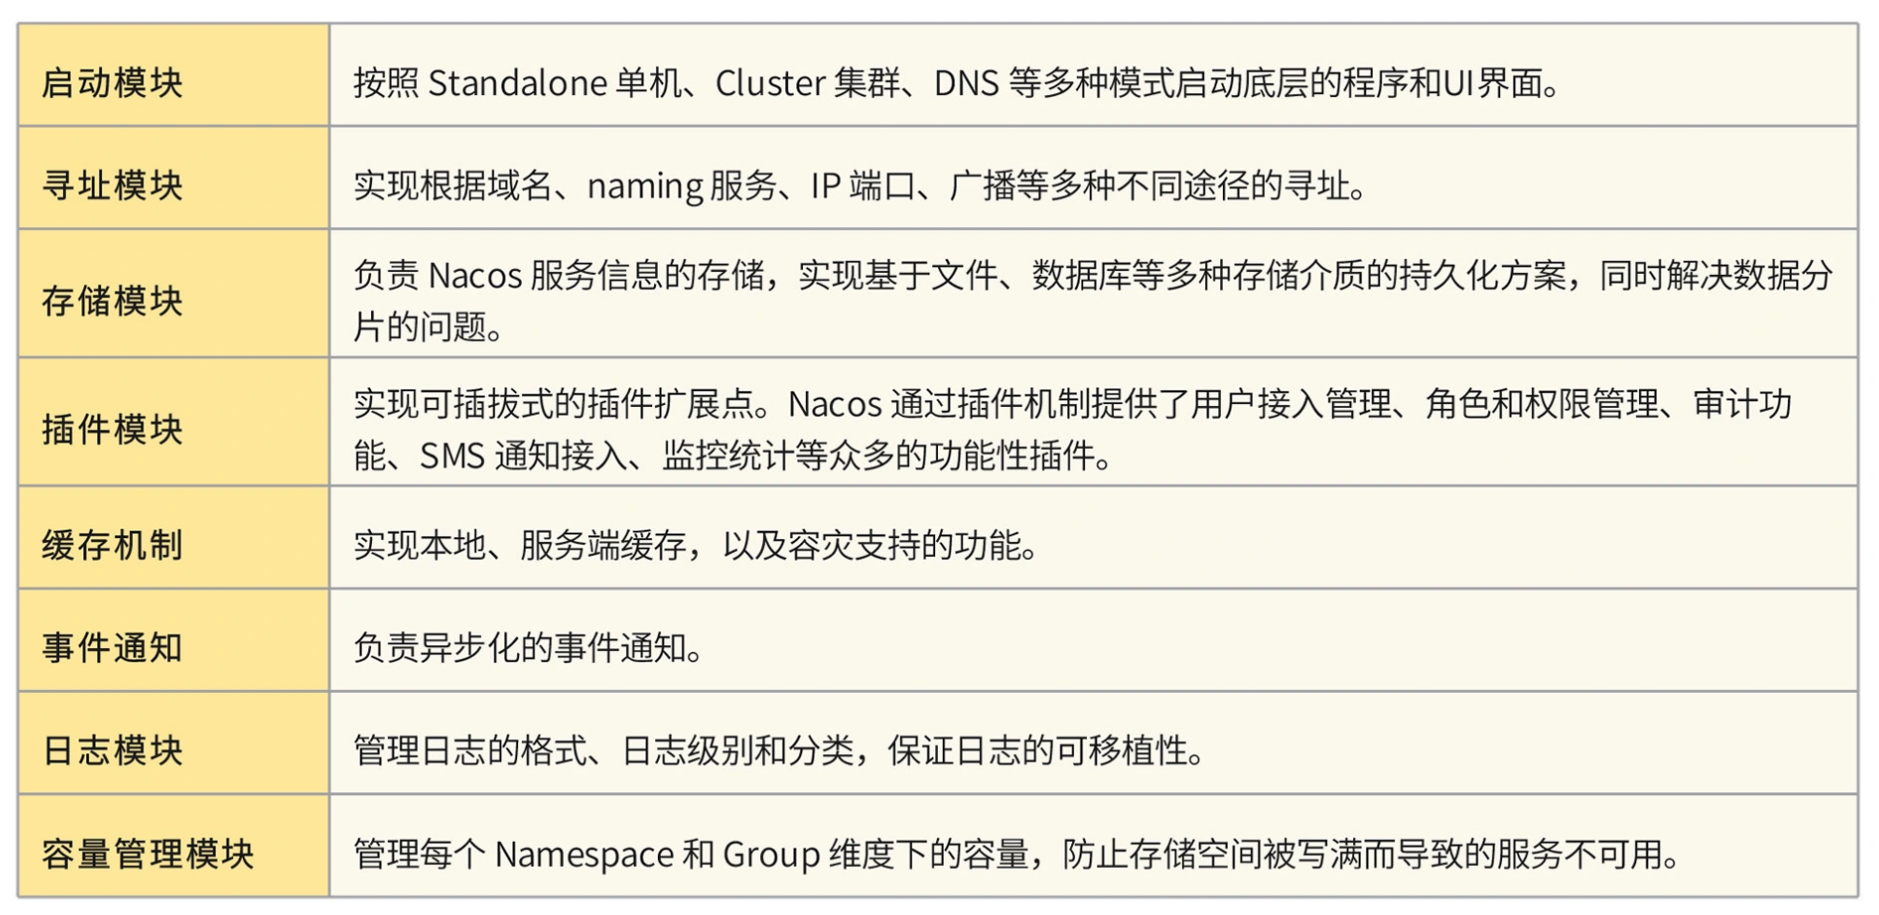 启动模块
按照 Standalone 单机、Cluster 集群、DNS 等多种模式启动底层的程序和UI界面。
寻址模块
实现根据域名、naming 服务、IP 端口、广播等多种不同途径的寻址。
存储模块
负责 Nacos 服务信息的存储，实现基于文件、数据库等多种存储介质的持久化方案，同时解决数据分
片的问题。
插件模块
实现可插拔式的插件扩展点。Nacos 通过插件机制提供了用户接入管理、角色和权限管理、审计功
能、SMS 通知接入、监控统计等众多的功能性插件。
缓存机制
实现本地、服务端缓存，以及容灾支持的功能。
事件通知
负责异步化的事件通知。
日志模块
管理日志的格式、日志级别和分类，保证日志的可移植性。
容量管理模块
管理每个 Namespace 和 Group 维度下的容量，防止存储空间被写满而导致的服务不可用。